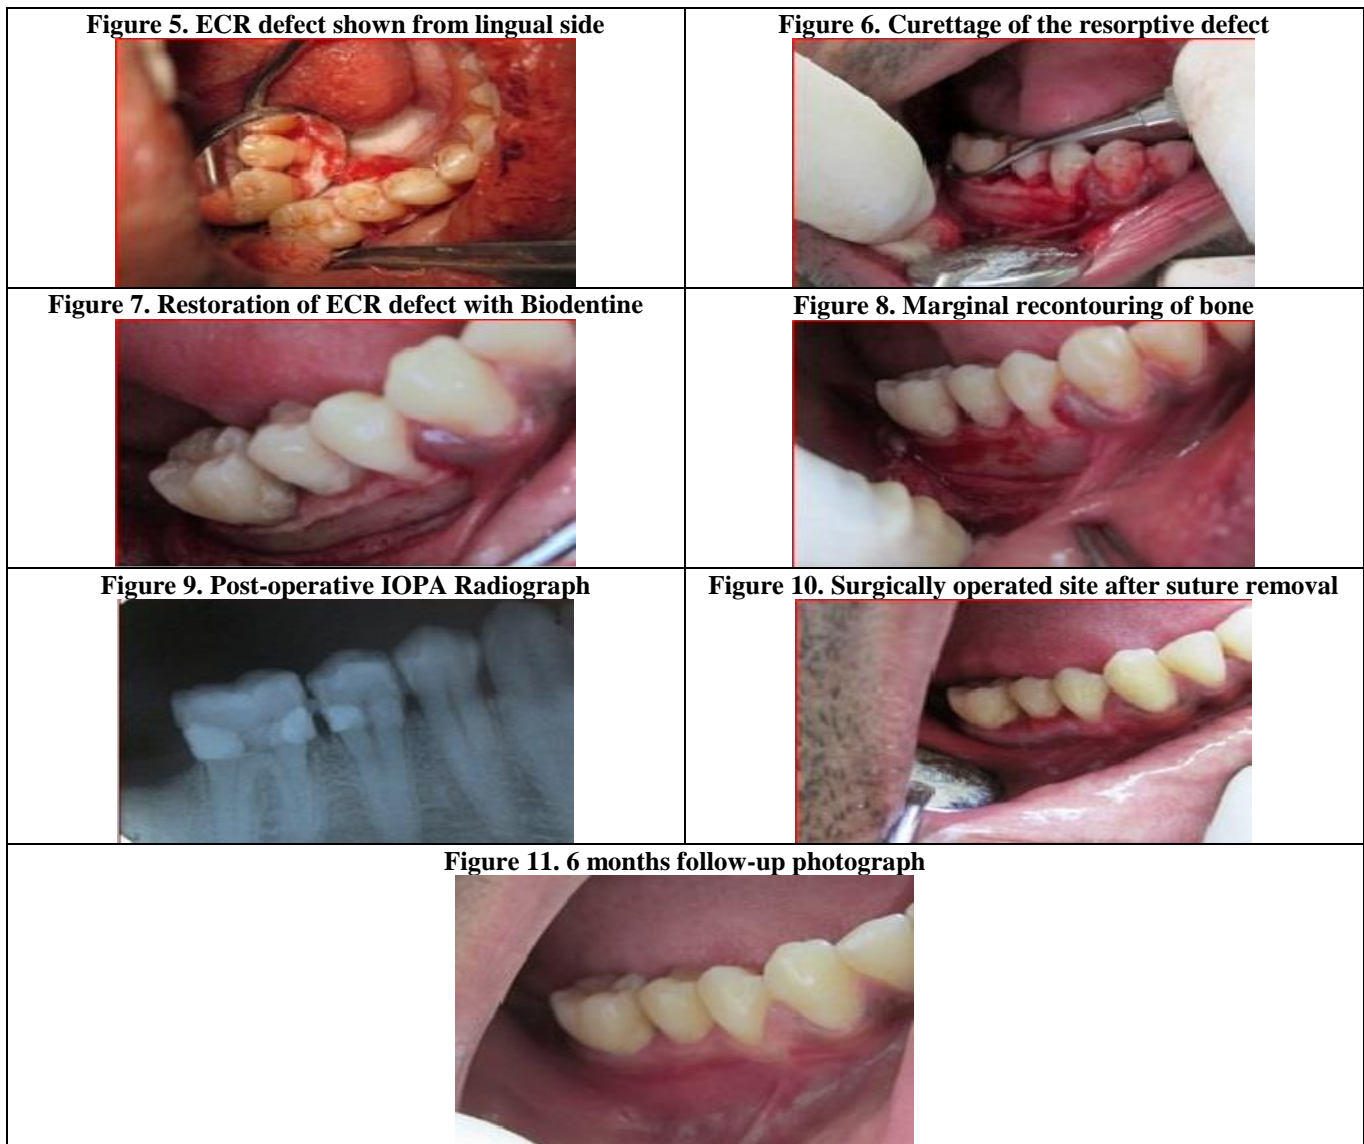 Figure 5. ECR defect shown from lingual side
Figure 6. Curettage of the resorptive defect
Figure 7. Restoration of ECR defect with Biodentine
Figure 8. Marginal recontouring of bone
Figure 9. Post-operative IOPA Radiograph
Figure 10. Surgically operated site after suture removal
Figure 11. 6 months follow-up photograph